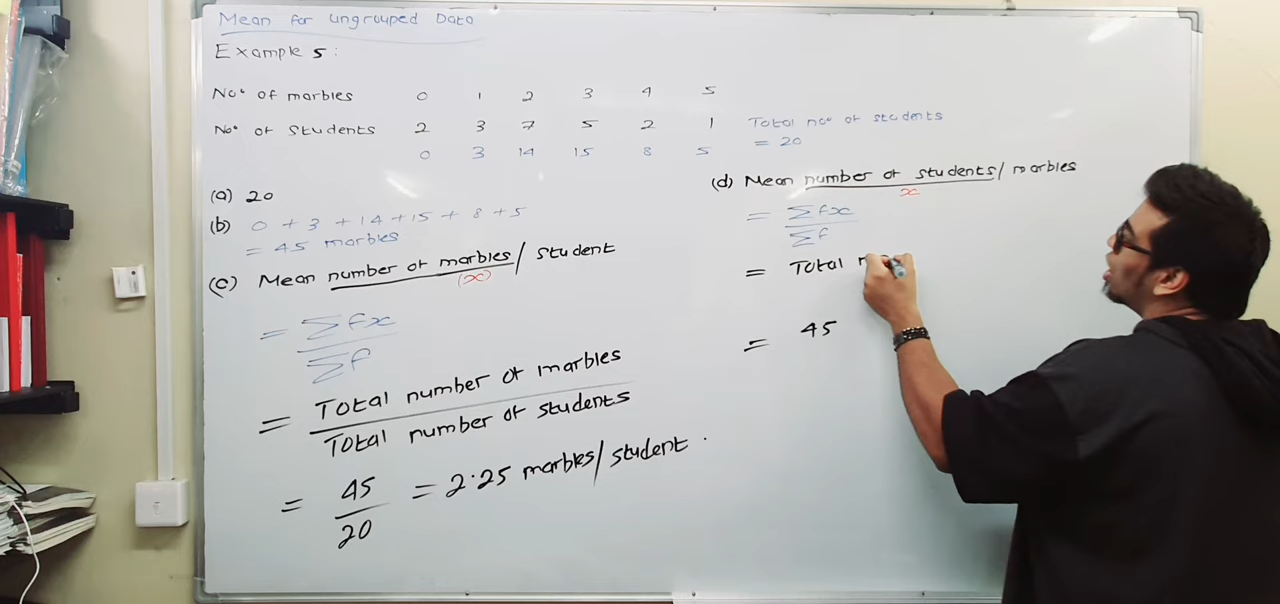 Mean for ungrouped Data
Example 5:
No° of marbles 0 1 2 3 4 5
No° of Students 2 3 7 5 2 1
0 3 14 15 8 5
Total no° of students
= 20
(a) 20
(b) 0 + 3 + 14 + 15 + 8 + 5
= 45 marbles
(c) Mean number of marbles / student
(x)
= Σfx
Σf
= Total number of marbles
Total number of students
= 45
20
= 2.25 marbles/student.
(d) Mean number of students / marbles
x
= Σfx
Σf
= Total
= 45